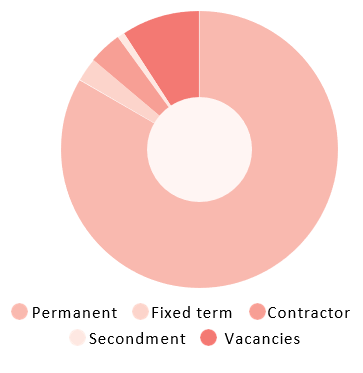 Permanent Fixed term Contractor
Secondment Vacancies